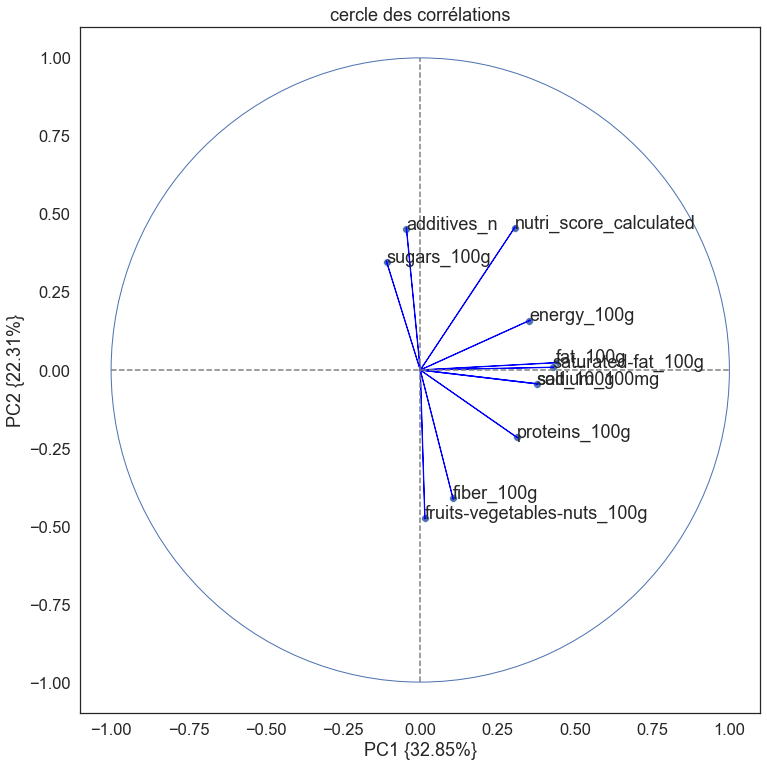 cercle des corrélations
1.00
0.75
0.50
0.25
0.00
−0.25
−0.50
−0.75
−1.00
PC2 {22.31%}
additives_n
nutri_score_calculated
sugars_100g
energy_100g
fat_100g
saturated-fat_100g
salt_100g
sodium_100mg
proteins_100g
fiber_100g
fruits-vegetables-nuts_100g
−1.00 −0.75 −0.50 −0.25 0.00 0.25 0.50 0.75 1.00
PC1 {32.85%}